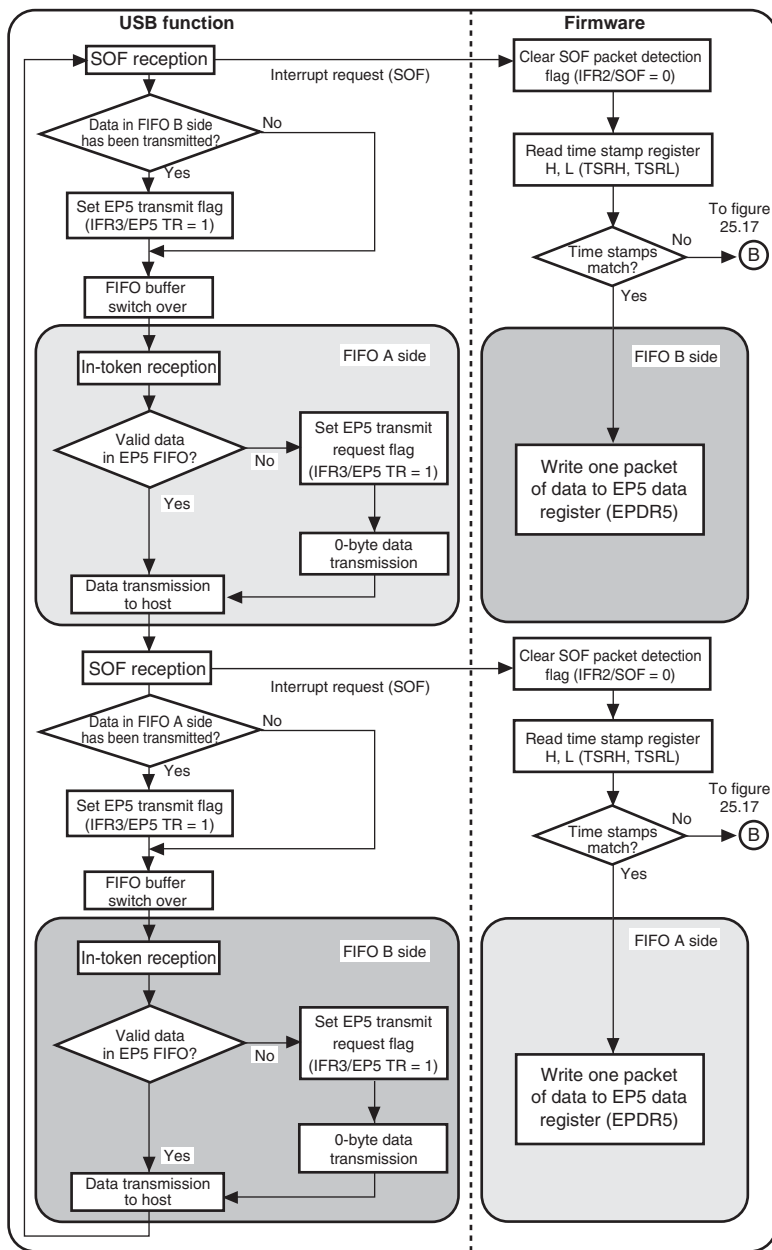 USB function
Firmware
SOF reception
Interrupt request (SOF)
Clear SOF packet detection
flag (IFR2/SOF = 0)
Data in FIFO B side
has been transmitted?
No
Yes
Read time stamp register
H, L (TSRH, TSRL)
Set EP5 transmit flag
(IFR3/EP5 TR = 1)
To figure
25.17
Time stamps
match?
No
B
Yes
FIFO buffer
switch over
FIFO A side
FIFO B side
In-token reception
Valid data
in EP5 FIFO?
No
Yes
Set EP5 transmit
request flag
(IFR3/EP5 TR = 1)
Write one packet
of data to EP5 data
register (EPDR5)
0-byte data
transmission
Data transmission
to host
SOF reception
Interrupt request (SOF)
Clear SOF packet detection
flag (IFR2/SOF = 0)
Data in FIFO A side
has been transmitted?
No
Yes
Read time stamp register
H, L (TSRH, TSRL)
Set EP5 transmit flag
(IFR3/EP5 TR = 1)
To figure
25.17
Time stamps
match?
No
B
Yes
FIFO buffer
switch over
FIFO B side
FIFO A side
In-token reception
Valid data
in EP5 FIFO?
No
Yes
Set EP5 transmit
request flag
(IFR3/EP5 TR = 1)
Write one packet
of data to EP5 data
register (EPDR5)
0-byte data
transmission
Data transmission
to host